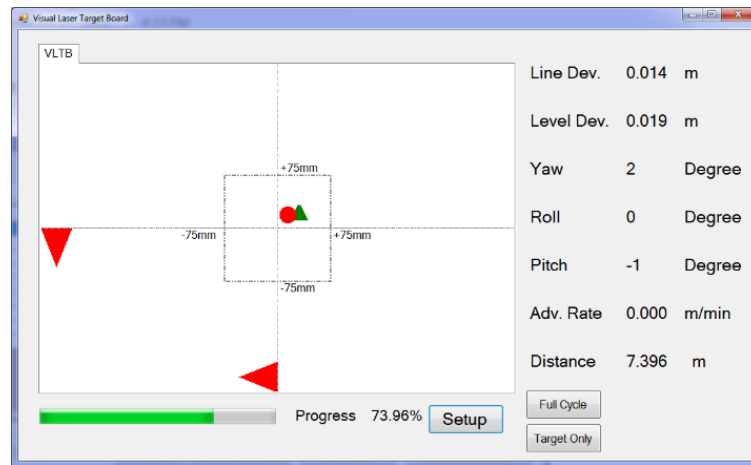 Visual Laser Target Board
VLTB
+75mm
-75mm
+75mm
-75mm
Progress 73.96% Setup
Line Dev. 0.014 m
Level Dev. 0.019 m
Yaw 2 Degree
Roll 0 Degree
Pitch -1 Degree
Adv. Rate 0.000 m/min
Distance 7.396 m
Full Cycle
Target Only